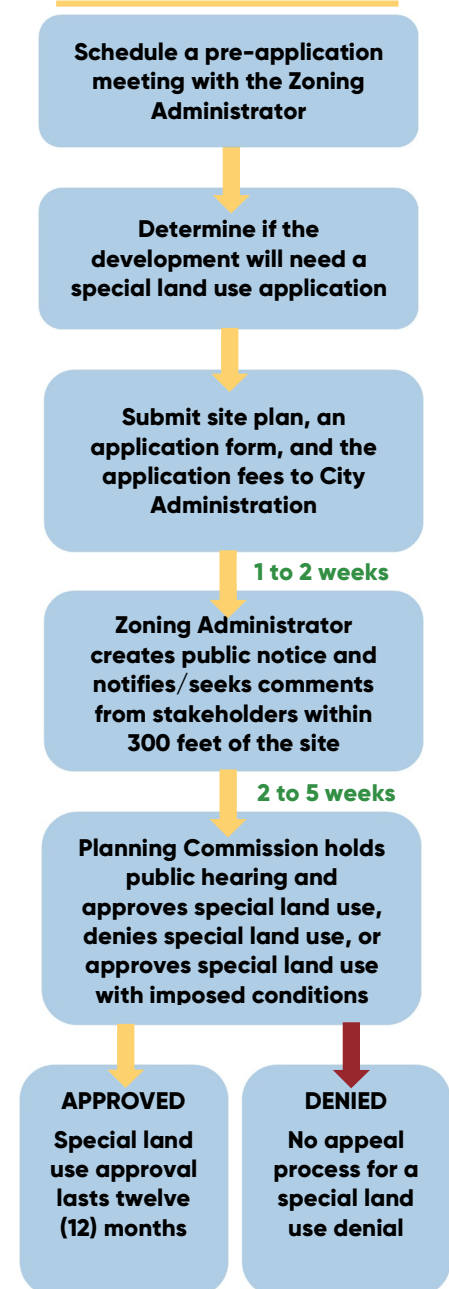 Schedule a pre-application
meeting with the Zoning
Administrator
Determine if the
development will need a
special land use application
Submit site plan, an
application form, and the
application fees to City
Administration
1 to 2 weeks
Zoning Administrator
creates public notice and
notifies/seeks comments
from stakeholders within
300 feet of the site
2 to 5 weeks
Planning Commission holds
public hearing and
approves special land use,
denies special land use, or
approves special land use
with imposed conditions
APPROVED
Special land
use approval
lasts twelve
(12) months
DENIED
No appeal
process for a
special land
use denial